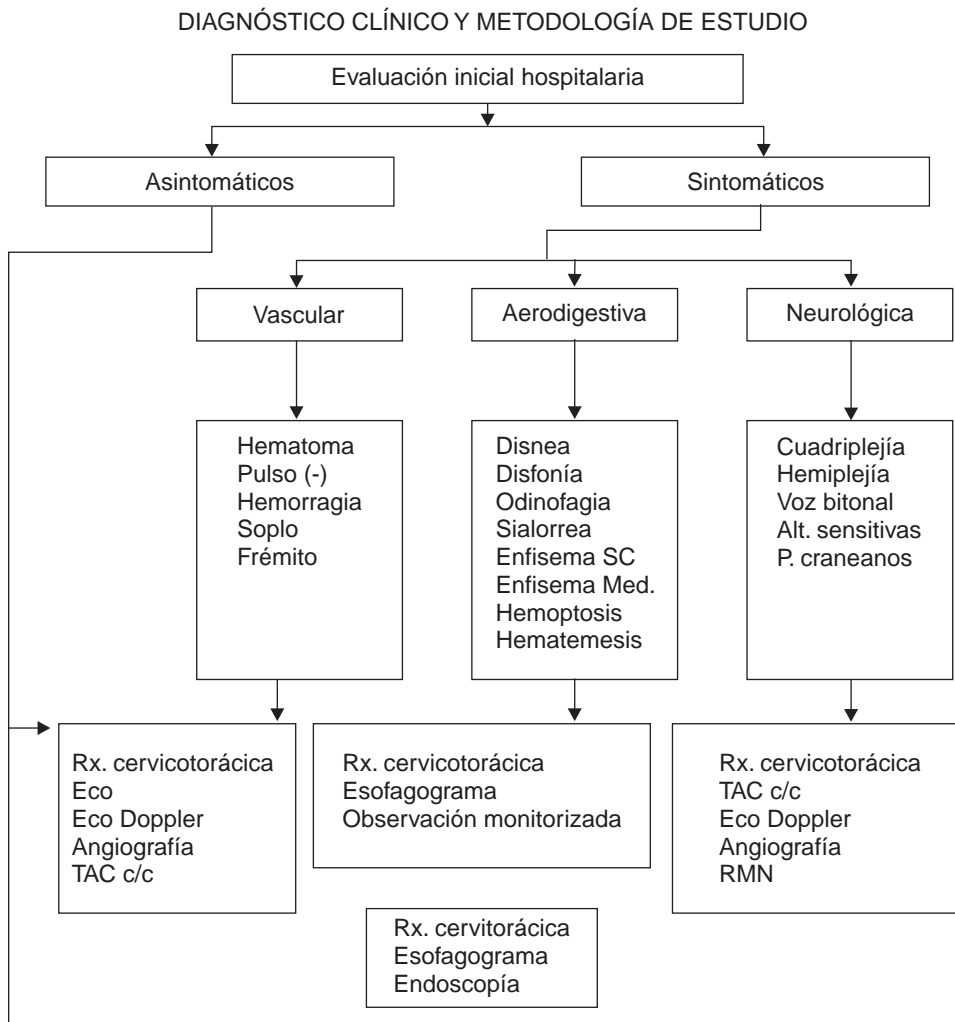 DIAGNÓSTICO CLÍNICO Y METODOLOGÍA DE ESTUDIO
Evaluación inicial hospitalaria
Asintomáticos
Sintomáticos
Vascular
Aerodigestiva
Neurológica
Hematoma
Pulso (-)
Hemorragia
Soplo
Frémito
Disnea
Disfonía
Odinofagia
Sialorrea
Enfisema SC
Enfisema Med.
Hemoptosis
Hematemesis
Cuadriplejía
Hemiplejía
Voz bitonal
Alt. sensitivas
P. craneanos
Rx. cervicotorácica
Eco
Eco Doppler
Angiografía
TAC c/c
Rx. cervicotorácica
Esofagograma
Observación monitorizada
Rx. cervicotorácica
TAC c/c
Eco Doppler
Angiografía
RMN
Rx. cervitorácica
Esofagograma
Endoscopía